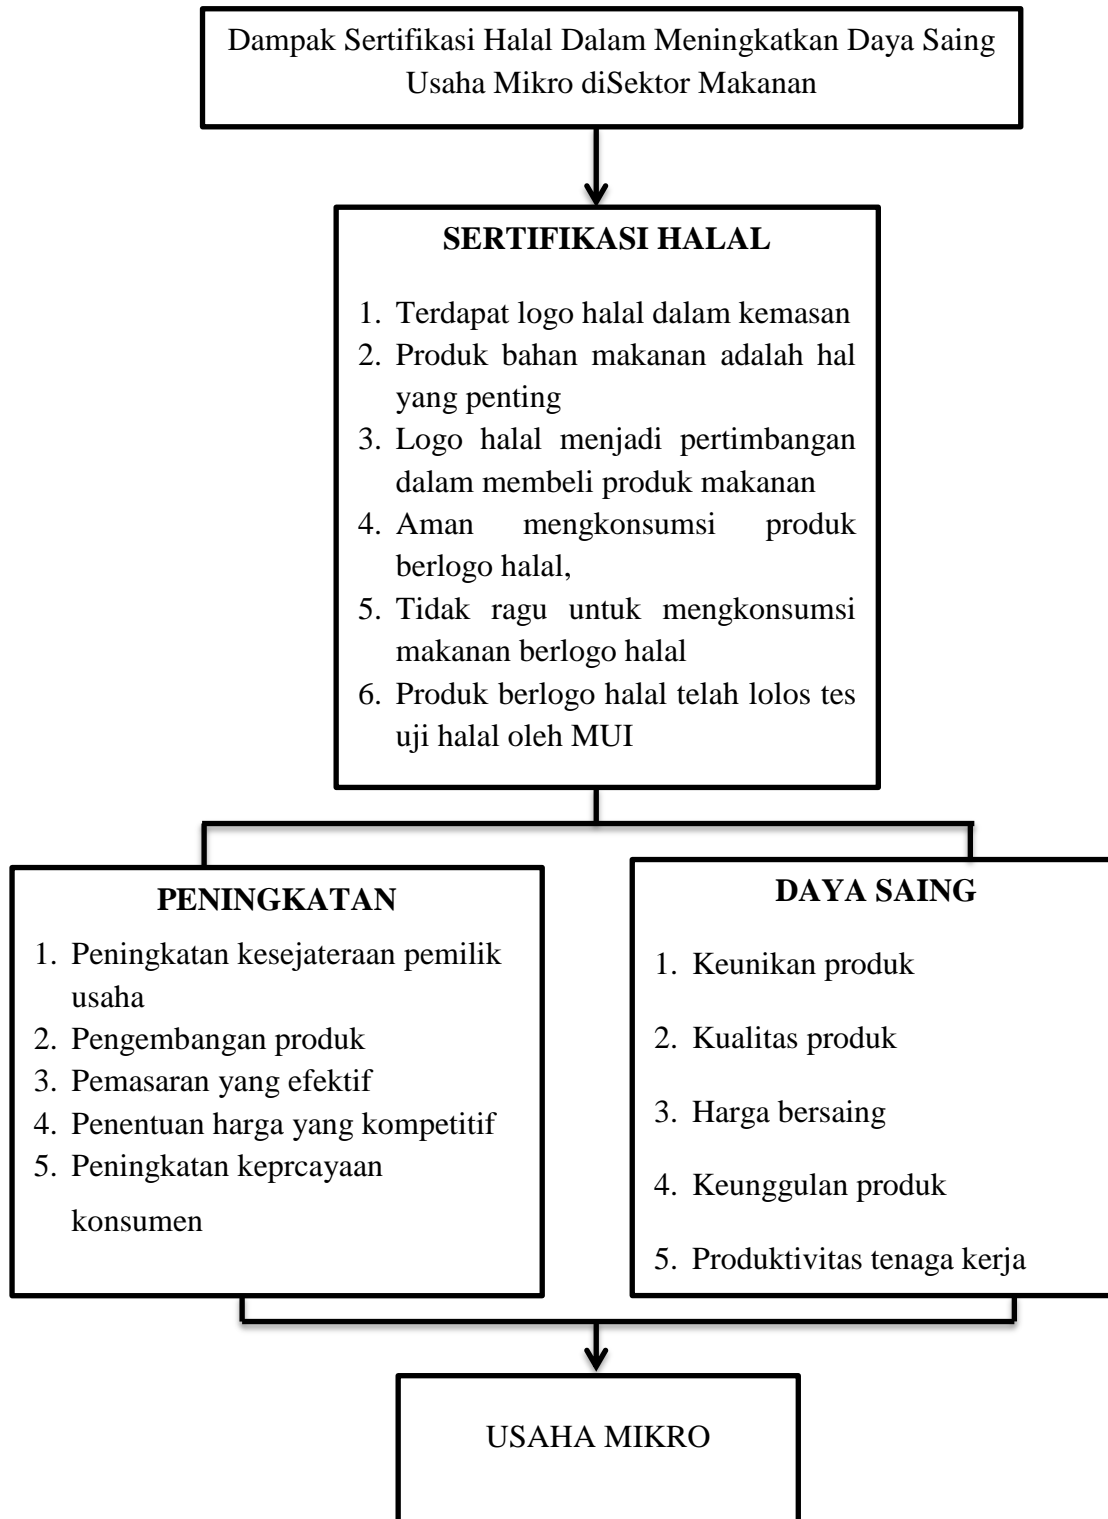 Dampak Sertifikasi Halal Dalam Meningkatkan Daya Saing
Usaha Mikro diSektor Makanan
SERTIFIKASI HALAL
1. Terdapat logo halal dalam kemasan
2. Produk bahan makanan adalah hal
yang penting
3. Logo halal menjadi pertimbangan
dalam membeli produk makanan
4. Aman mengkonsumsi produk
berlogo halal,
5. Tidak ragu untuk mengkonsumsi
makanan berlogo halal
6. Produk berlogo halal telah lolos tes
uji halal oleh MUI
PENINGKATAN
1. Peningkatan kesejateraan pemilik
usaha
2. Pengembangan produk
3. Pemasaran yang efektif
4. Penentuan harga yang kompetitif
5. Peningkatan keprcayaan
konsumen
DAYA SAING
1. Keunikan produk
2. Kualitas produk
3. Harga bersaing
4. Keunggulan produk
5. Produktivitas tenaga kerja
USAHA MIKRO